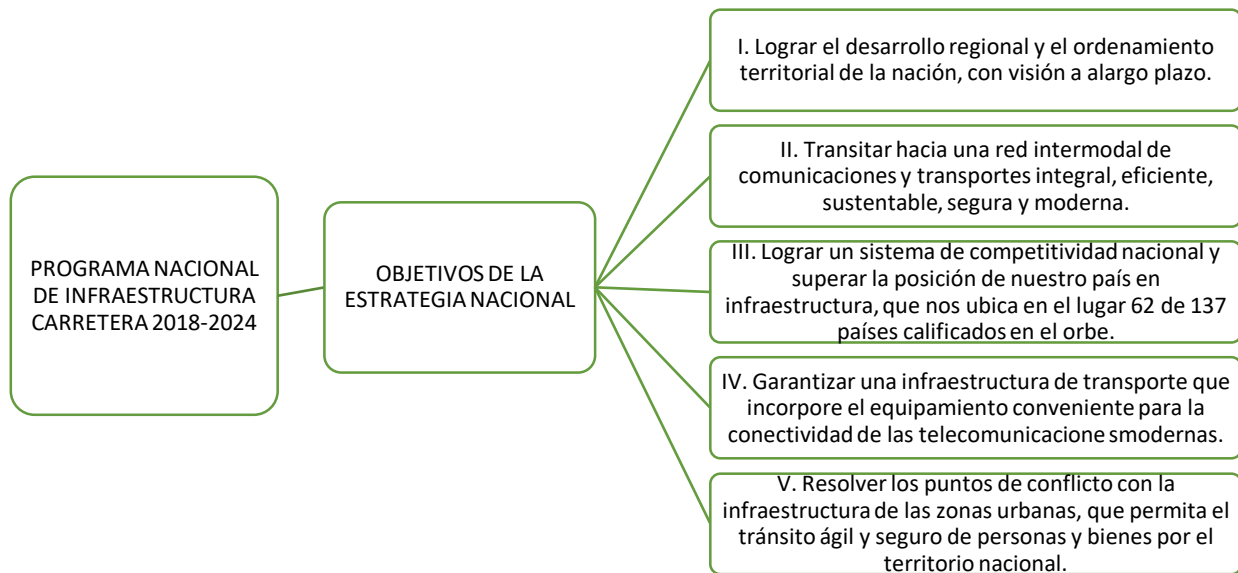 PROGRAMA NACIONAL
DE INFRAESTRUCTURA
CARRETERA 2018-2024
OBJETIVOS DE LA
ESTRATEGIA NACIONAL
I. Lograr el desarrollo regional y el ordenamiento
territorial de la nación, con visión a alargo plazo.
II. Transitar hacia una red intermodal de
comunicaciones y transportes integral, eficiente,
sustentable, segura y moderna.
III. Lograr un sistema de competitividad nacional y
superar la posición de nuestro país en
infraestructura, que nos ubica en el lugar 62 de 137
países calificados en el orbe.
IV. Garantizar una infraestructura de transporte que
incorpore el equipamiento conveniente para la
conectividad de las telecomunicacione smodernas.
V. Resolver los puntos de conflicto con la
infraestructura de las zonas urbanas, que permita el
tránsito ágil y seguro de personas y bienes por el
territorio nacional.